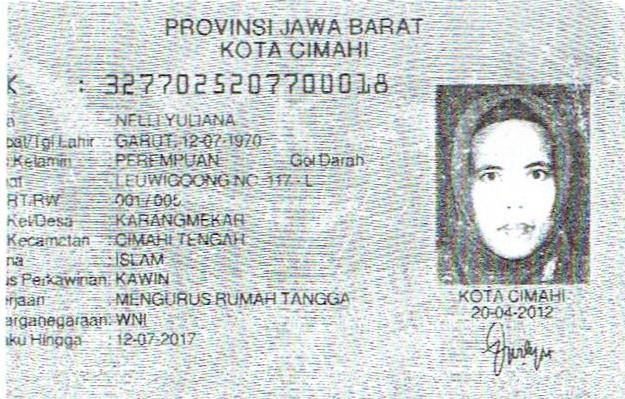 PROVINSI JAWA BARAT
KOTA CIMAHI
K : 3277025207700018
a NELLI YULIANA
pat/Tgl Lahir : GARUT, 12-07-1970
Kelamin : PEREMPUAN Gol Darah
at : LEUWIGOONG NO. 117 - L
RT/RW : 001 / 005
Kel/Desa : KARANGMEKAR
Kecamatan : CIMAHI TENGAH
na : ISLAM
us Perkawinan: KAWIN
erjaan : MENGURUS RUMAH TANGGA
arganegaraan: WNI
aku Hingga : 12-07-2017
KOTA CIMAHI
20-04-2012